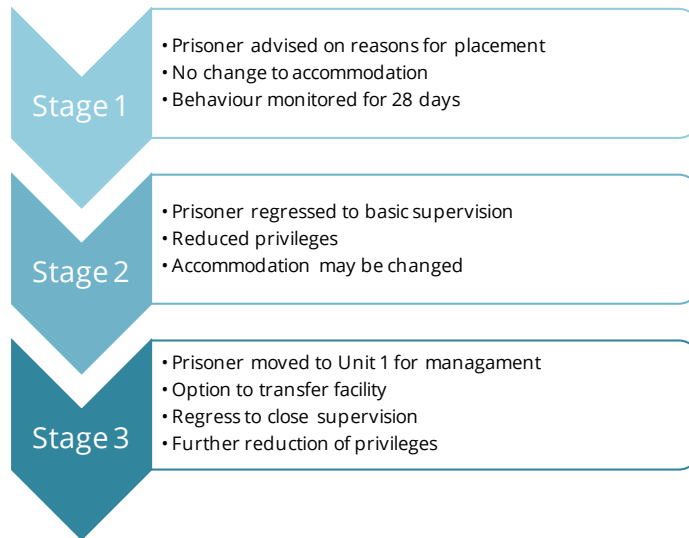 Stage 1
• Prisoner advised on reasons for placement
• No change to accommodation
• Behaviour monitored for 28 days
Stage 2
• Prisoner regressed to basic supervision
• Reduced privileges
• Accommodation may be changed
Stage 3
• Prisoner moved to Unit 1 for managament
• Option to transfer facility
• Regress to close supervision
• Further reduction of privileges